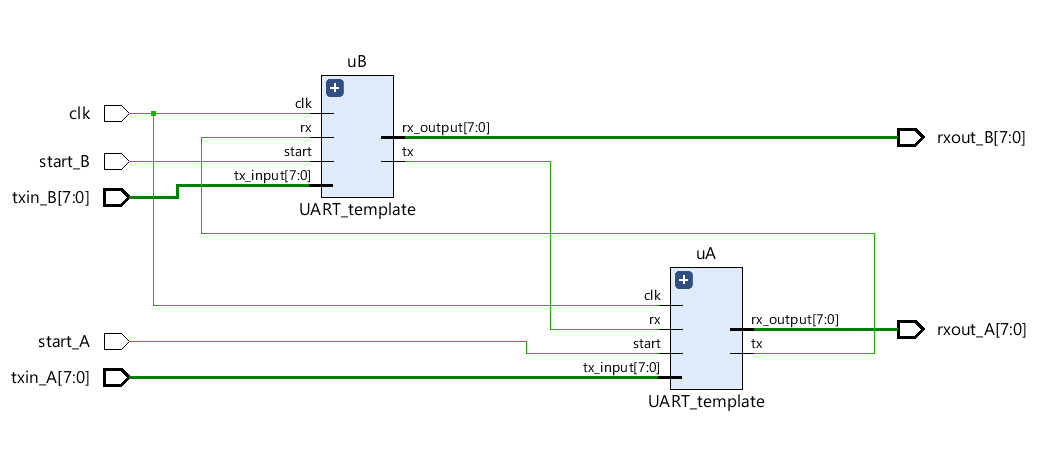 uB
clk
clk
rx
rx_output[7:0]
rxout_B[7:0]
start_B
start
tx
txin_B[7:0]
tx_input[7:0]
UART_template
uA
clk
rx
rx_output[7:0]
rxout_A[7:0]
start_A
start
tx
txin_A[7:0]
tx_input[7:0]
UART_template